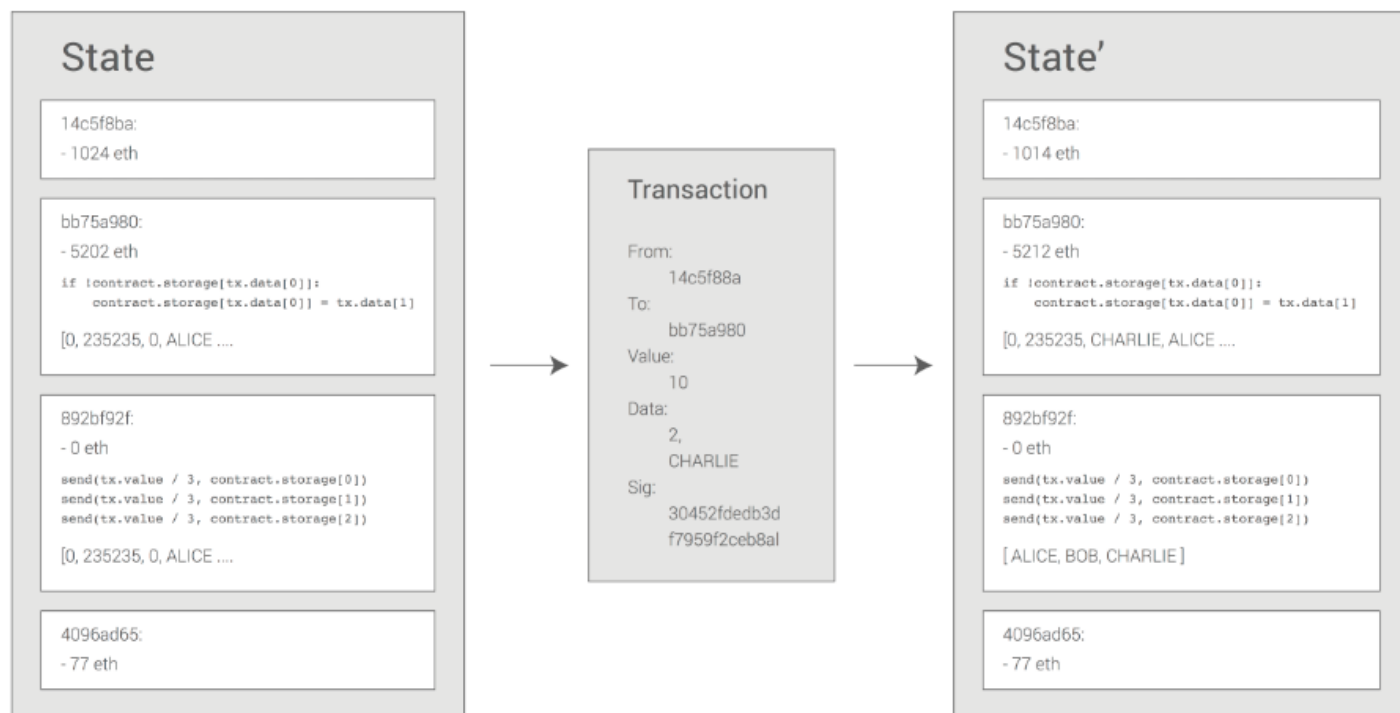 State
14c5f8ba:
- 1024 eth
bb75a980:
- 5202 eth
if !contract.storage[tx.data[0]]:
contract.storage[tx.data[0]] = tx.data[1]
[0, 235235, 0, ALICE ....
892bf92f:
- 0 eth
send(tx.value / 3, contract.storage[0])
send(tx.value / 3, contract.storage[1])
send(tx.value / 3, contract.storage[2])
[0, 235235, 0, ALICE ....
4096ad65:
- 77 eth
Transaction
From:
14c5f88a
To:
bb75a980
Value:
10
Data:
2,
CHARLIE
Sig:
30452fdedb3d
f7959f2ceb8al
State’
14c5f8ba:
- 1014 eth
bb75a980:
- 5212 eth
if !contract.storage[tx.data[0]]:
contract.storage[tx.data[0]] = tx.data[1]
[0, 235235, CHARLIE, ALICE ....
892bf92f:
- 0 eth
send(tx.value / 3, contract.storage[0])
send(tx.value / 3, contract.storage[1])
send(tx.value / 3, contract.storage[2])
[ ALICE, BOB, CHARLIE ]
4096ad65:
- 77 eth